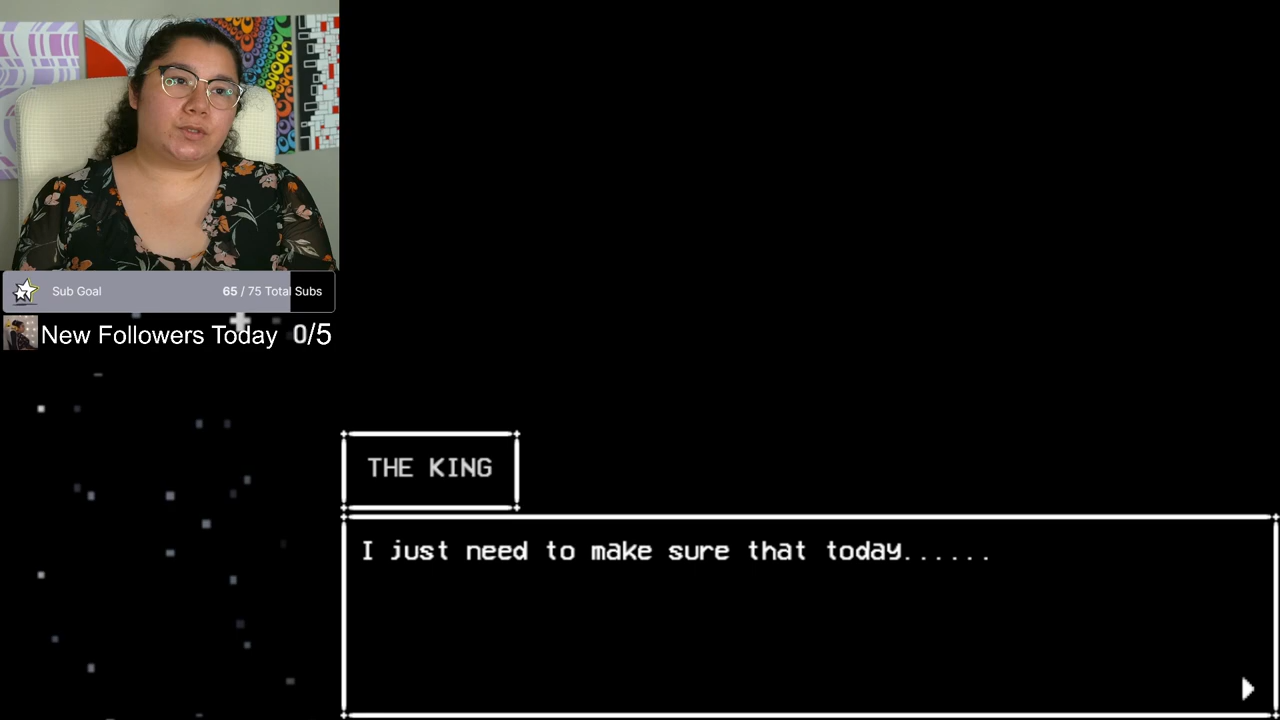 Sub Goal 65 / 75 Total Subs
New Followers Today 0/5
THE KING
I just need to make sure that today......